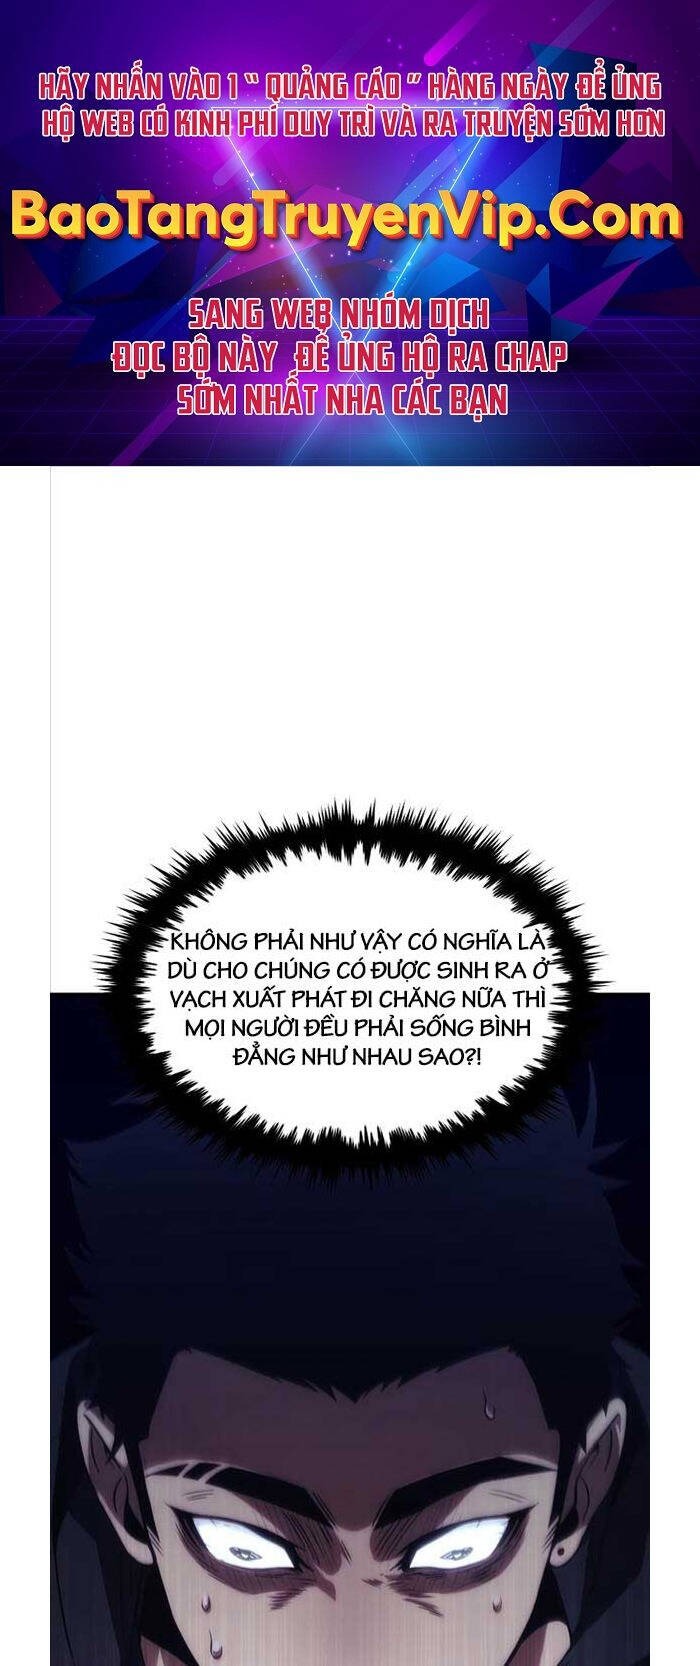 HÃY NHẤN VÀO 1 " QUẢNG CÁO " HÀNG NGÀY ĐỂ ỦNG
HỘ WEB CÓ KINH PHÍ DUY TRÌ VÀ RA TRUYỆN SỚM HƠN
BaoTangTruyenVip.Com
SANG WEB NHÓM DỊCH
ĐỌC BỘ NÀY ĐỂ ỦNG HỘ RA CHAP
SỚM NHẤT NHA CÁC BẠN
KHÔNG PHẢI NHƯ VẬY CÓ NGHĨA LÀ
DÙ CHO CHÚNG CÓ ĐƯỢC SINH RA Ở
VẠCH XUẤT PHÁT ĐI CHĂNG NỮA THÌ
MỌI NGƯỜI ĐỀU PHẢI SỐNG BÌNH
ĐẲNG NHƯ NHAU SAO?!